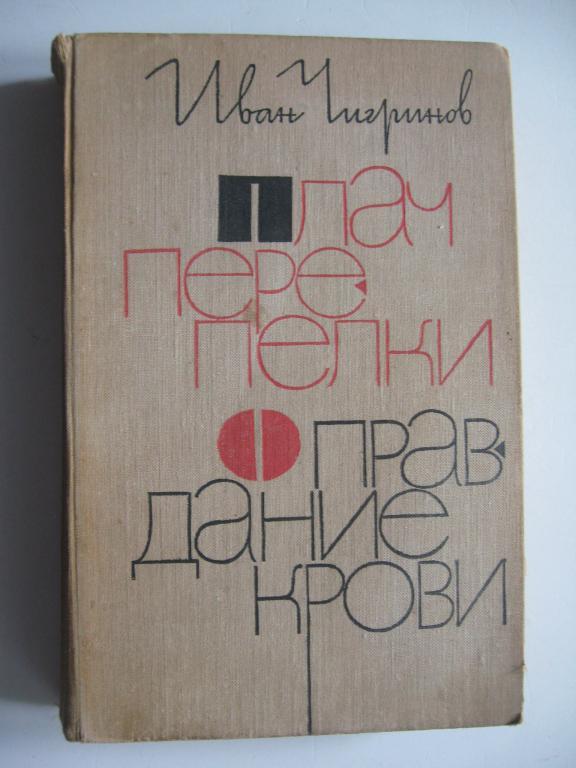 Иван Чигринов
Плач
пере-
пелки
Оправ-
дание
крови